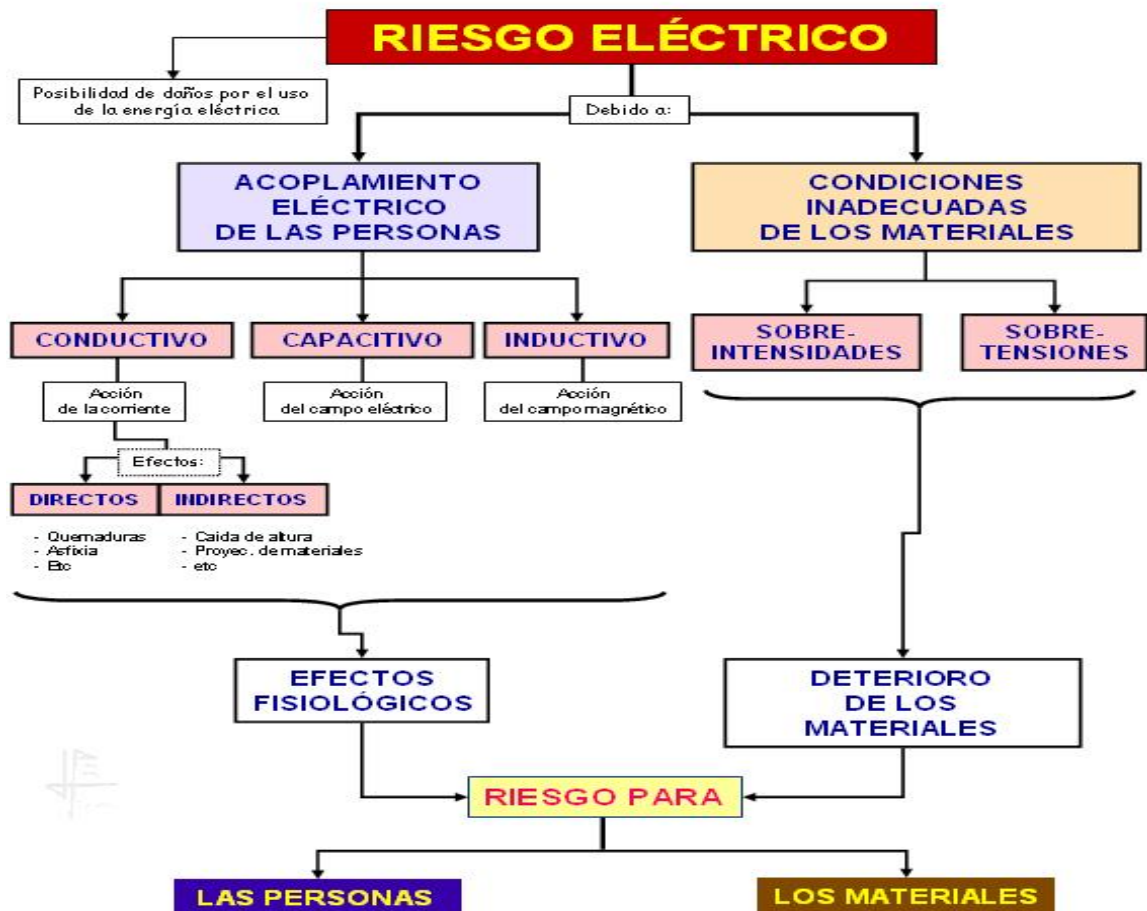 RIESGO ELÉCTRICO
Posibilidad de daños por el uso
de la energía eléctrica
Debido a:
ACOPLAMIENTO
ELÉCTRICO
DE LAS PERSONAS
CONDICIONES
INADECUADAS
DE LOS MATERIALES
CONDUCTIVO
CAPACITIVO
INDUCTIVO
SOBRE-
INTENSIDADES
SOBRE-
TENSIONES
Acción
de la corriente
Acción
del campo eléctrico
Acción
del campo magnético
Efectos:
DIRECTOS
INDIRECTOS
- Quemaduras
- Asfixia
- Etc
- Caida de altura
- Proyec. de materiales
- etc
EFECTOS
FISIOLÓGICOS
DETERIORO
DE LOS
MATERIALES
RIESGO PARA
LAS PERSONAS
LOS MATERIALES